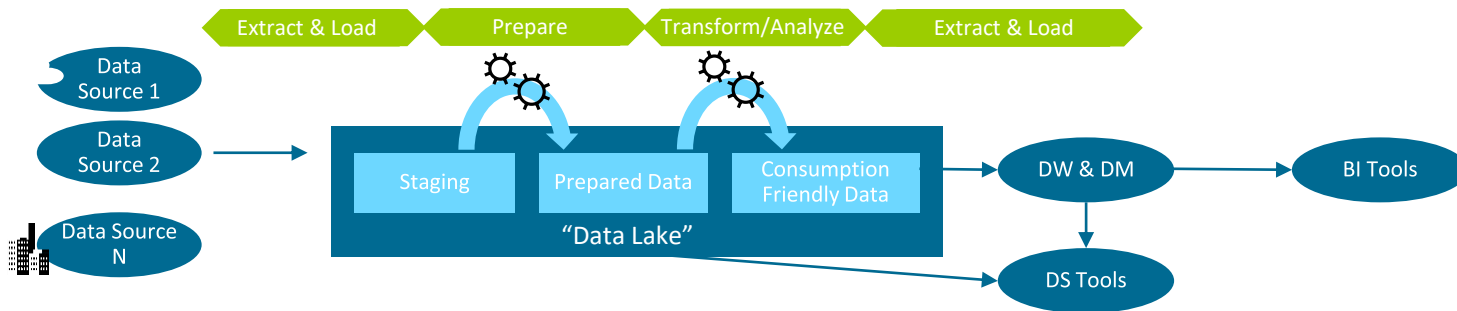 Extract & Load
Prepare
Transform/Analyze
Extract & Load
Data
Source 1
Data
Source 2
Data Source
N
Staging
Prepared Data
Consumption
Friendly Data
“Data Lake”
DW & DM
BI Tools
DS Tools